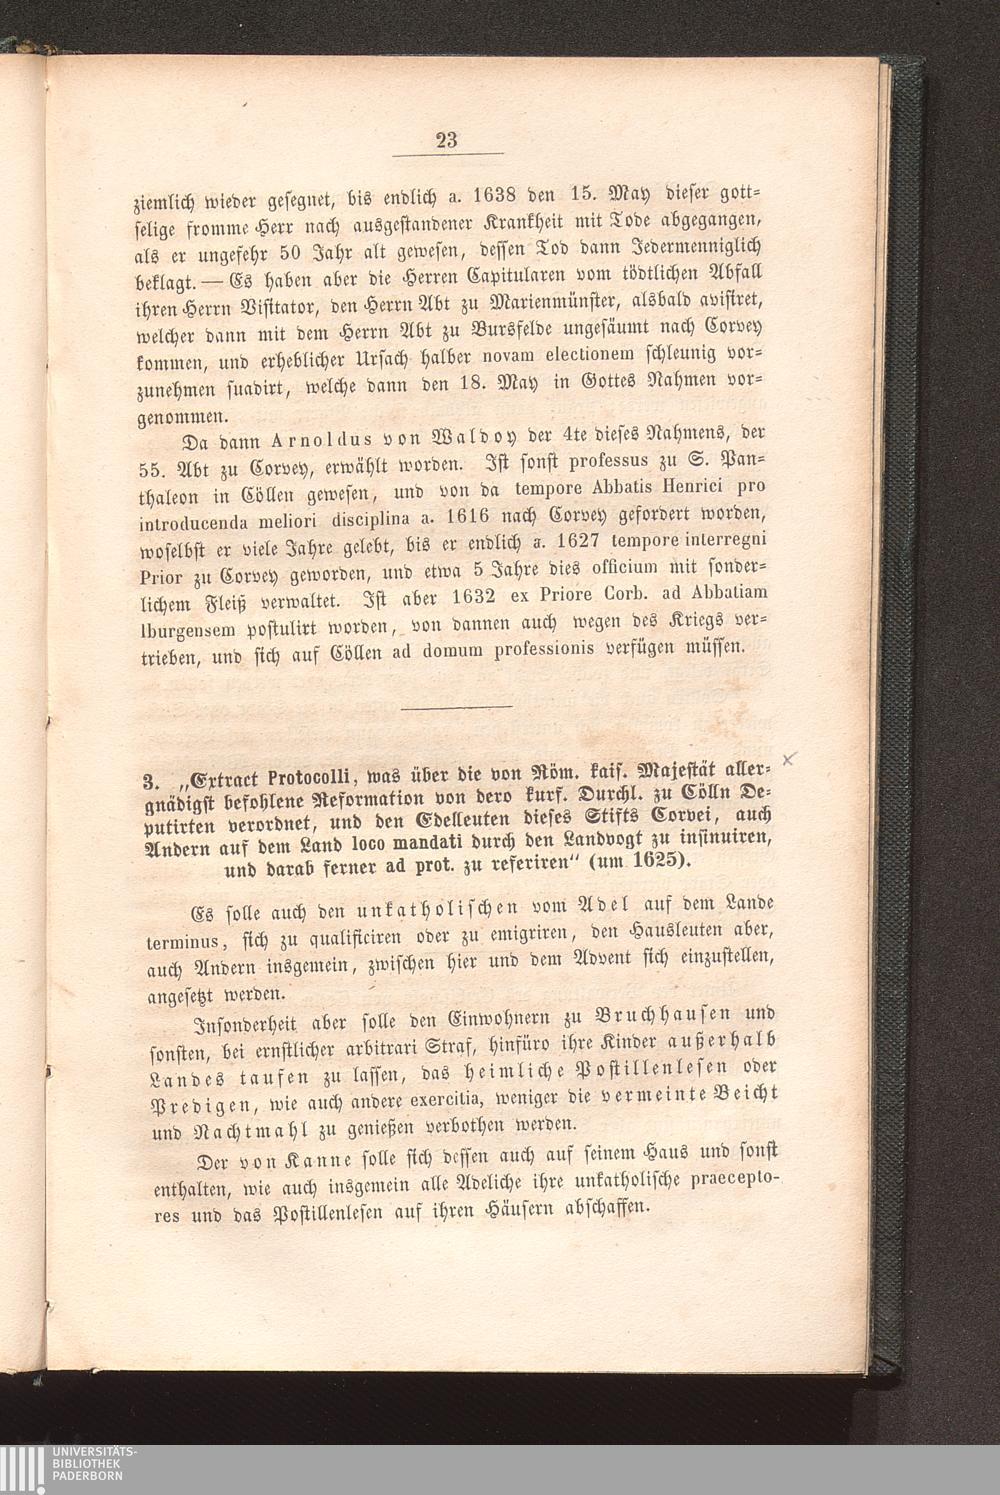 23
ziemlich wieder gesegnet, bis endlich a. 1638 den 15. May dieser gott=
selige fromme Herr nach ausgestandener Krankheit mit Tode abgegangen,
als er ungefehr 50 Jahr alt gewesen, dessen Tod dann Jedermenniglich
beklagt. — Es haben aber die Herren Capitularen vom tödtlichen Abfall
ihren Herrn Visitator, den Herrn Abt zu Marienmünster, alsbald avisiret,
welcher dann mit dem Herrn Abt zu Bursfelde ungesäumt nach Corvey
kommen, und erheblicher Ursach halber novam electionem schleunig vor=
zunehmen suadirt, welche dann den 18. May in Gottes Nahmen vor=
genommen.
Da dann Arnoldus von Waldoy der 4te dieses Nahmens, der
55. Abt zu Corvey, erwählt worden. Ist sonst professus zu S. Pan=
thaleon in Cöllen gewesen, und von da tempore Abbatis Henrici pro
introducenda meliori disciplina a. 1616 nach Corvey gefordert worden,
woselbst er viele Jahre gelebt, bis er endlich a. 1627 tempore interregni
Prior zu Corvey geworden, und etwa 5 Jahre dies officium mit sonder=
lichem Fleiß verwaltet. Ist aber 1632 ex Priore Corb. ad Abbatiam
Iburgensem postulirt worden, von dannen auch wegen des Kriegs ver=
trieben, und sich auf Cöllen ad domum professionis verfügen müssen.
3. „Extract Protocolli, was über die von Röm. kais. Majestät aller=
gnädigst befohlene Reformation von dero kurf. Durchl. zu Cölln De=
putirten verordnet, und den Edelleuten dieses Stifts Corvei, auch
Andern auf dem Land loco mandati durch den Landvogt zu insinuiren,
und darab ferner ad prot. zu referiren" (um 1625).
Es solle auch den unkatholischen vom Adel auf dem Lande
terminus, sich zu qualificiren oder zu emigriren, den Hausleuten aber,
auch Andern insgemein, zwischen hier und dem Advent sich einzustellen,
angesetzt werden.
Insonderheit aber solle den Einwohnern zu Bruchhausen und
sonsten, bei ernstlicher arbitrari Straf, hinfüro ihre Kinder außerhalb
Landes taufen zu lassen, das heimliche Postillenlesen oder
Predigen, wie auch andere exercitia, weniger die vermeinte Beicht
und Nachtmahl zu genießen verbothen werden.
Der von Kanne solle sich dessen auch auf seinem Haus und sonst
enthalten, wie auch insgemein alle Adeliche ihre unkatholische praecepto-
res und das Postillenlesen auf ihren Häusern abschaffen.
UNIVERSITÄTS-
BIBLIOTHEK
PADERBORN